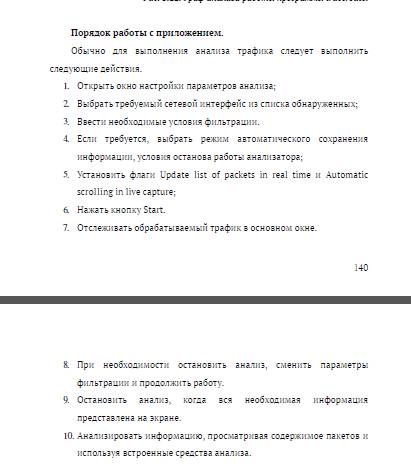 Порядок работы с приложением.
Обычно для выполнения анализа трафика следует выполнить
следующие действия.
1. Открыть окно настройки параметров анализа;
2. Выбрать требуемый сетевой интерфейс из списка обнаруженных;
3. Ввести необходимые условия фильтрации.
4. Если требуется, выбрать режим автоматического сохранения
информации, условия останова работы анализатора;
5. Установить флаги Update list of packets in real time и Automatic
scrolling in live capture;
6. Нажать кнопку Start.
7. Отслеживать обрабатываемый трафик в основном окне.
140
8. При необходимости остановить анализ, сменить параметры
фильтрации и продолжить работу.
9. Остановить анализ, когда вся необходимая информация
представлена на экране.
10. Анализировать информацию, просматривая содержимое пакетов и
используя встроенные средства анализа.